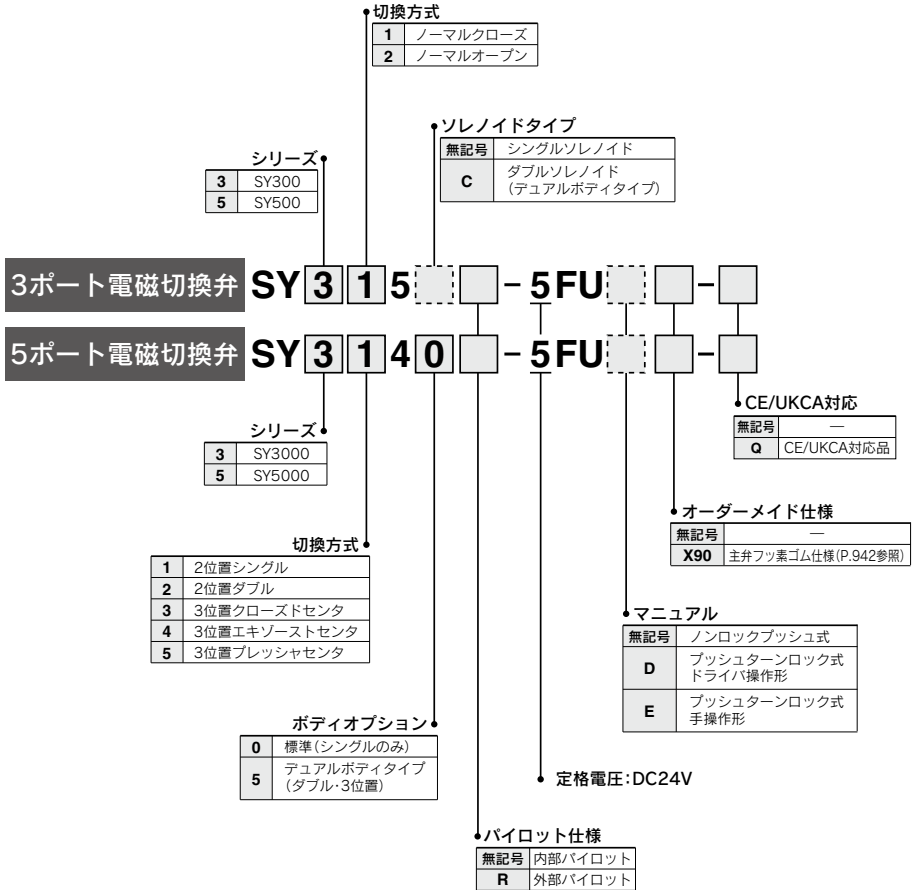 切換方式
1 ノーマルクローズ
2 ノーマルオープン
ソレノイドタイプ
無記号 シングルソレノイド
C ダブルソレノイド
(デュアルボディタイプ)
シリーズ
3 SY300
5 SY500
3ポート電磁切換弁 SY 3 1 5 - 5 FU -
5ポート電磁切換弁 SY 3 1 4 0 - 5 FU -
CE/UKCA対応
無記号 —
Q CE/UKCA対応品
シリーズ
3 SY3000
5 SY5000
オーダーメイド仕様
無記号 —
X90 主弁フッ素ゴム仕様(P.942参照)
切換方式
1 2位置シングル
2 2位置ダブル
3 3位置クローズドセンタ
4 3位置エキゾーストセンタ
5 3位置プレッシャセンタ
マニュアル
無記号 ノンロックプッシュ式
D プッシュターンロック式
ドライバ操作形
E プッシュターンロック式
手操作形
ボディオプション
0 標準(シングルのみ)
5 デュアルボディタイプ
(ダブル・3位置)
定格電圧:DC24V
パイロット仕様
無記号 内部パイロット
R 外部パイロット